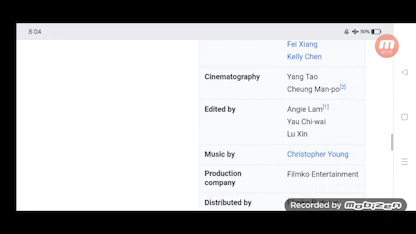 8:04
50%
Fei Xiang
Kelly Chen
Cinematography
Yang Tao
Cheung Man-po[2]
Edited by
Angie Lam[1]
Yau Chi-wai
Lu Xin
Music by
Christopher Young
Production company
Filmko Entertainment
Distributed by
Recorded by
mobizen